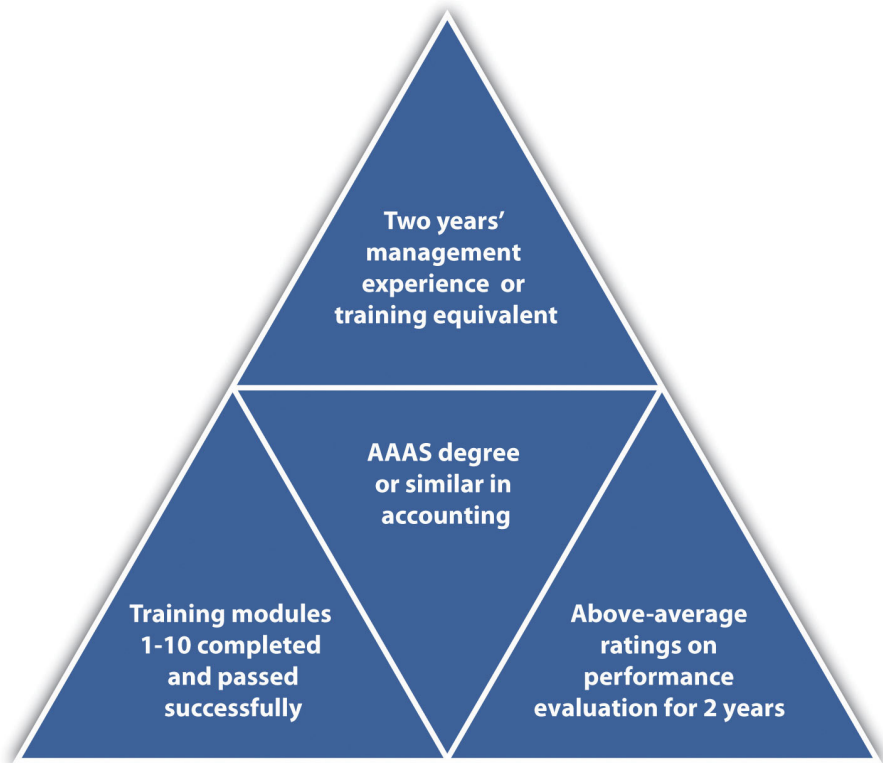 Two years’
management
experience or
training equivalent
AAAS degree
or similar in
accounting
Training modules
1-10 completed
and passed
successfully
Above-average
ratings on
performance
evaluation for 2 years